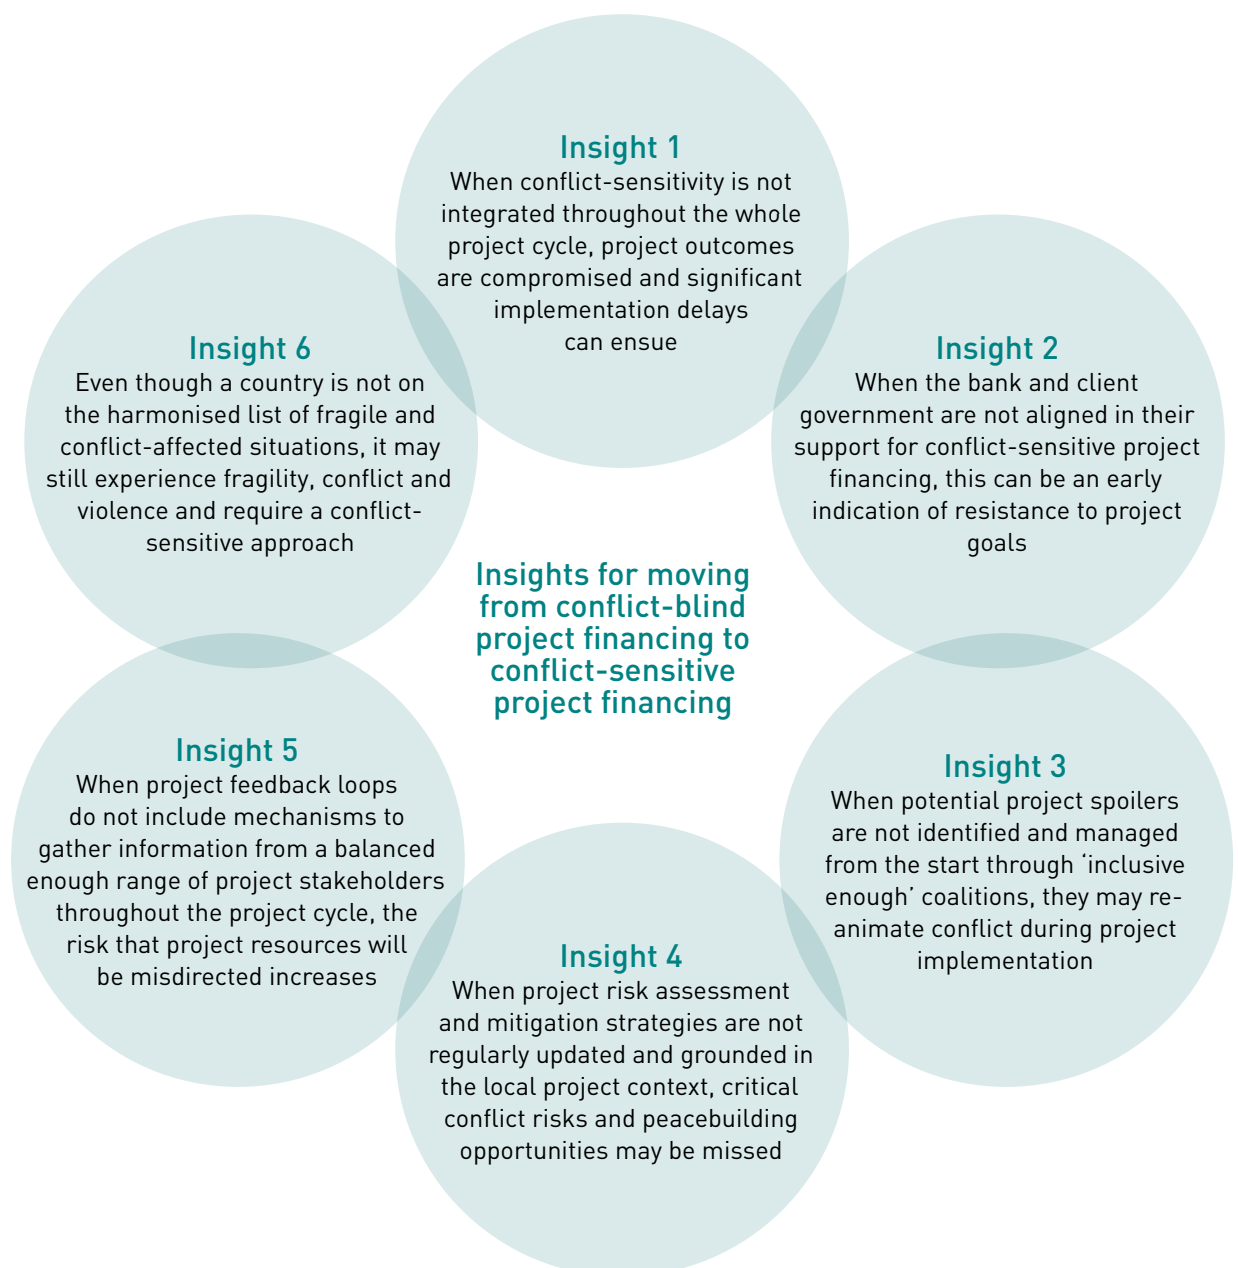 Insight 1
When conflict-sensitivity is not
integrated throughout the whole
project cycle, project outcomes
are compromised and significant
implementation delays
can ensue
Insight 2
When the bank and client
government are not aligned in their
support for conflict-sensitive project
financing, this can be an early
indication of resistance to project
goals
Insight 3
When potential project spoilers
are not identified and managed
from the start through ‘inclusive
enough’ coalitions, they may re-
animate conflict during project
implementation
Insight 4
When project risk assessment
and mitigation strategies are not
regularly updated and grounded in
the local project context, critical
conflict risks and peacebuilding
opportunities may be missed
Insight 5
When project feedback loops
do not include mechanisms to
gather information from a balanced
enough range of project stakeholders
throughout the project cycle, the
risk that project resources will
be misdirected increases
Insight 6
Even though a country is not on
the harmonised list of fragile and
conflict-affected situations, it may
still experience fragility, conflict and
violence and require a conflict-
sensitive approach
Insights for moving
from conflict-blind
project financing to
conflict-sensitive
project financing